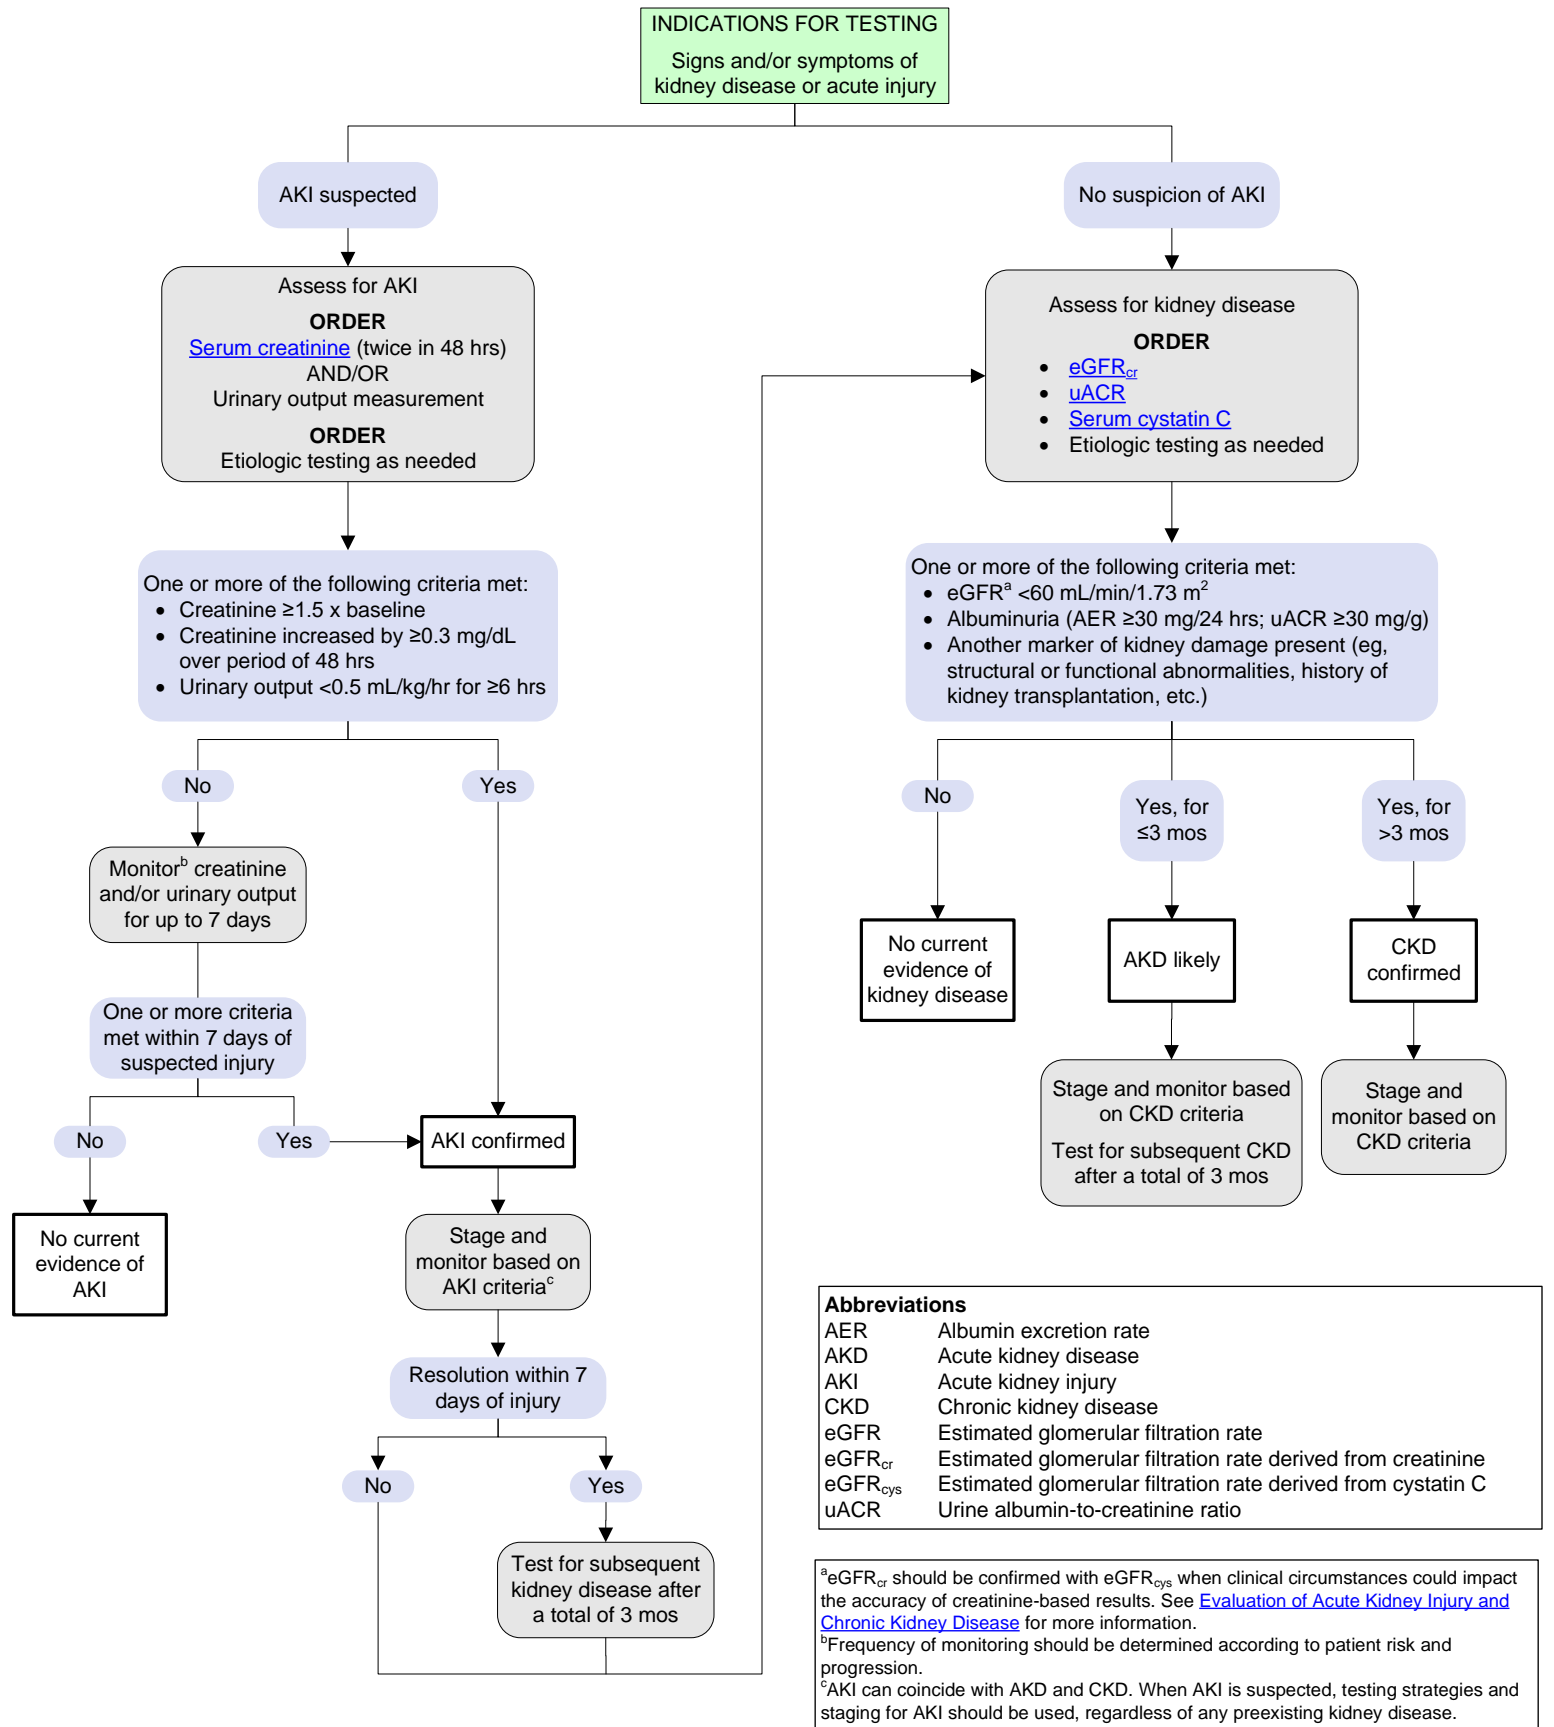 INDICATIONS FOR TESTING
Signs and/or symptoms of
kidney disease or acute injury
AKI suspected
No suspicion of AKI
Assess for AKI
ORDER
Serum creatinine (twice in 48 hrs)
AND/OR
Urinary output measurement
ORDER
Etiologic testing as needed
Assess for kidney disease
ORDER
• eGFRcr
• uACR
• Serum cystatin C
• Etiologic testing as needed
One or more of the following criteria met:
• Creatinine ≥1.5 x baseline
• Creatinine increased by ≥0.3 mg/dL
over period of 48 hrs
• Urinary output <0.5 mL/kg/hr for ≥6 hrs
One or more of the following criteria met:
• eGFRa <60 mL/min/1.73 m2
• Albuminuria (AER ≥30 mg/24 hrs; uACR ≥30 mg/g)
• Another marker of kidney damage present (eg,
structural or functional abnormalities, history of
kidney transplantation, etc.)
No
Yes
Monitorb creatinine
and/or urinary output
for up to 7 days
One or more criteria
met within 7 days of
suspected injury
No
Yes
AKI confirmed
No current
evidence of
AKI
Stage and
monitor based on
AKI criteriac
Resolution within 7
days of injury
No
Yes
Test for subsequent
kidney disease after
a total of 3 mos
No
Yes, for
≤3 mos
Yes, for
>3 mos
No current
evidence of
kidney disease
AKD likely
CKD
confirmed
Stage and monitor based
on CKD criteria
Test for subsequent CKD
after a total of 3 mos
Stage and
monitor based on
CKD criteria
Abbreviations
AER Albumin excretion rate
AKD Acute kidney disease
AKI Acute kidney injury
CKD Chronic kidney disease
eGFR Estimated glomerular filtration rate
eGFRcr Estimated glomerular filtration rate derived from creatinine
eGFRcys Estimated glomerular filtration rate derived from cystatin C
uACR Urine albumin-to-creatinine ratio
aeGFRcr should be confirmed with eGFRcys when clinical circumstances could impact
the accuracy of creatinine-based results. See Evaluation of Acute Kidney Injury and
Chronic Kidney Disease for more information.
bFrequency of monitoring should be determined according to patient risk and
progression.
cAKI can coincide with AKD and CKD. When AKI is suspected, testing strategies and
staging for AKI should be used, regardless of any preexisting kidney disease.